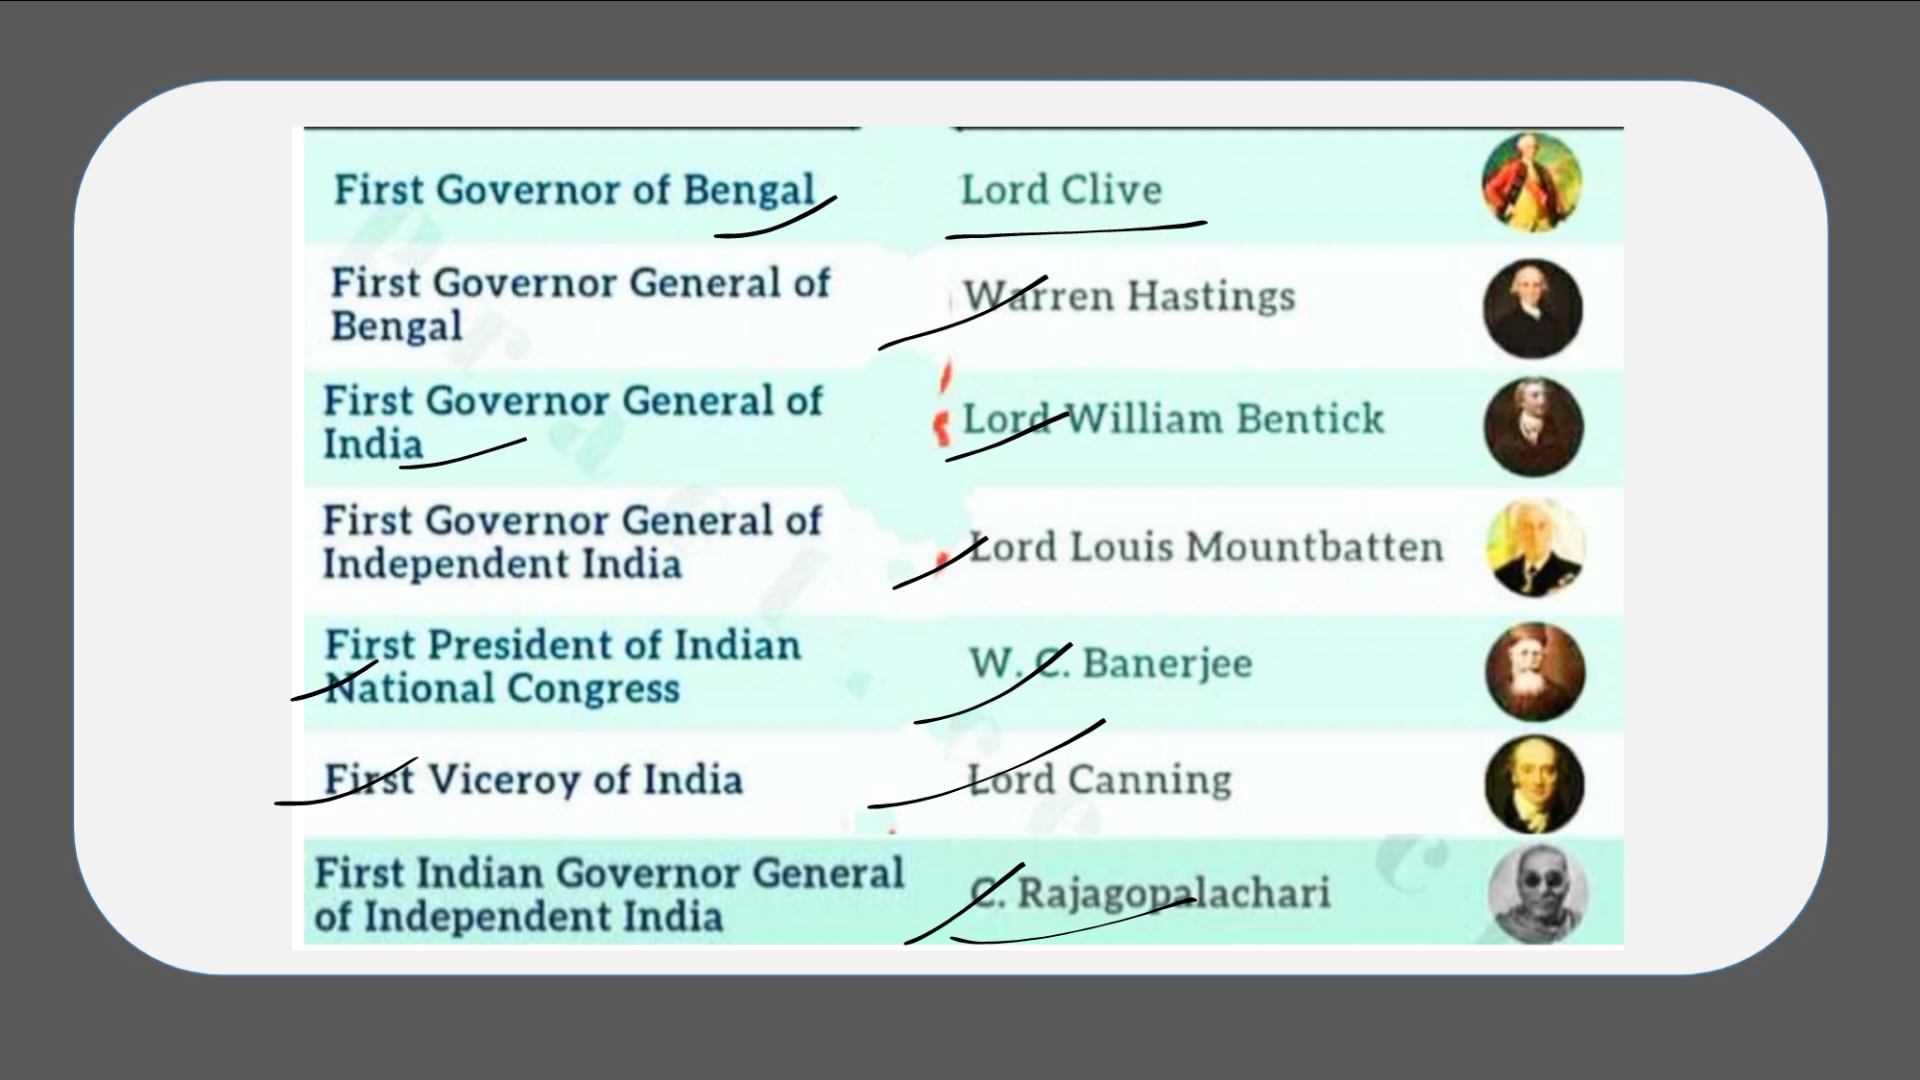 First Governor of Bengal
Lord Clive
First Governor General of
Bengal
Warren Hastings
First Governor General of
India
Lord William Bentick
First Governor General of
Independent India
Lord Louis Mountbatten
First President of Indian
National Congress
W. C. Banerjee
First Viceroy of India
Lord Canning
First Indian Governor General
of Independent India
C. Rajagopalachari